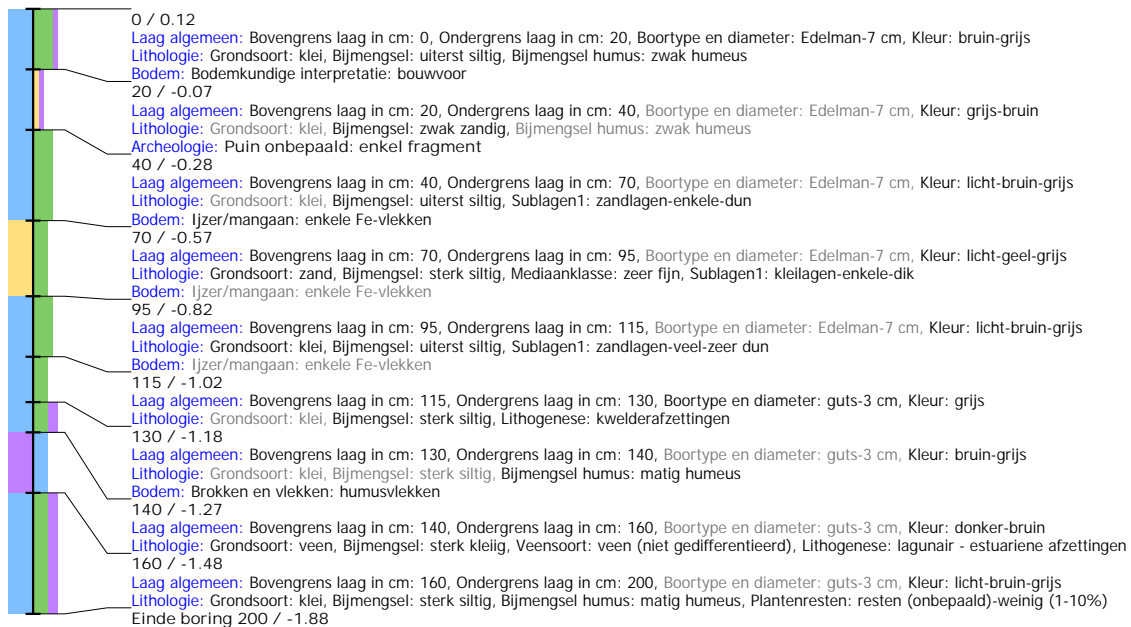 0 / 0.12
Laag algemeen: Bovengrens laag in cm: 0, Ondergrens laag in cm: 20, Boortype en diameter: Edelman-7 cm, Kleur: bruin-grijs
Lithologie: Grondsoort: klei, Bijmengsel: uiterst siltig, Bijmengsel humus: zwak humeus
Bodem: Bodemkundige interpretatie: bouwvoor
20 / -0.07
Laag algemeen: Bovengrens laag in cm: 20, Ondergrens laag in cm: 40, Boortype en diameter: Edelman-7 cm, Kleur: grijs-bruin
Lithologie: Grondsoort: klei, Bijmengsel: zwak zandig, Bijmengsel humus: zwak humeus
Archeologie: Puin onbepaald: enkel fragment
40 / -0.28
Laag algemeen: Bovengrens laag in cm: 40, Ondergrens laag in cm: 70, Boortype en diameter: Edelman-7 cm, Kleur: licht-bruin-grijs
Lithologie: Grondsoort: klei, Bijmengsel: uiterst siltig, Sublagen1: zandlagen-enkele-dun
Bodem: Ijzer/mangaan: enkele Fe-vlekken
70 / -0.57
Laag algemeen: Bovengrens laag in cm: 70, Ondergrens laag in cm: 95, Boortype en diameter: Edelman-7 cm, Kleur: licht-geel-grijs
Lithologie: Grondsoort: zand, Bijmengsel: sterk siltig, Mediaanklasse: zeer fijn, Sublagen1: kleilagen-enkele-dik
Bodem: Ijzer/mangaan: enkele Fe-vlekken
95 / -0.82
Laag algemeen: Bovengrens laag in cm: 95, Ondergrens laag in cm: 115, Boortype en diameter: Edelman-7 cm, Kleur: licht-bruin-grijs
Lithologie: Grondsoort: klei, Bijmengsel: uiterst siltig, Sublagen1: zandlagen-veel-zeer dun
Bodem: Ijzer/mangaan: enkele Fe-vlekken
115 / -1.02
Laag algemeen: Bovengrens laag in cm: 115, Ondergrens laag in cm: 130, Boortype en diameter: guts-3 cm, Kleur: grijs
Lithologie: Grondsoort: klei, Bijmengsel: sterk siltig, Lithogenese: kwelderafzettingen
130 / -1.18
Laag algemeen: Bovengrens laag in cm: 130, Ondergrens laag in cm: 140, Boortype en diameter: guts-3 cm, Kleur: bruin-grijs
Lithologie: Grondsoort: klei, Bijmengsel: sterk siltig, Bijmengsel humus: matig humeus
Bodem: Brokken en vlekken: humusvlekken
140 / -1.27
Laag algemeen: Bovengrens laag in cm: 140, Ondergrens laag in cm: 160, Boortype en diameter: guts-3 cm, Kleur: donker-bruin
Lithologie: Grondsoort: veen, Bijmengsel: sterk kleiig, Veensoort: veen (niet gedifferentieerd), Lithogenese: lagunair - estuariene afzettingen
160 / -1.48
Laag algemeen: Bovengrens laag in cm: 160, Ondergrens laag in cm: 200, Boortype en diameter: guts-3 cm, Kleur: licht-bruin-grijs
Lithologie: Grondsoort: klei, Bijmengsel: sterk siltig, Bijmengsel humus: matig humeus, Plantenresten: resten (onbepaald)-weinig (1-10%)
Einde boring 200 / -1.88